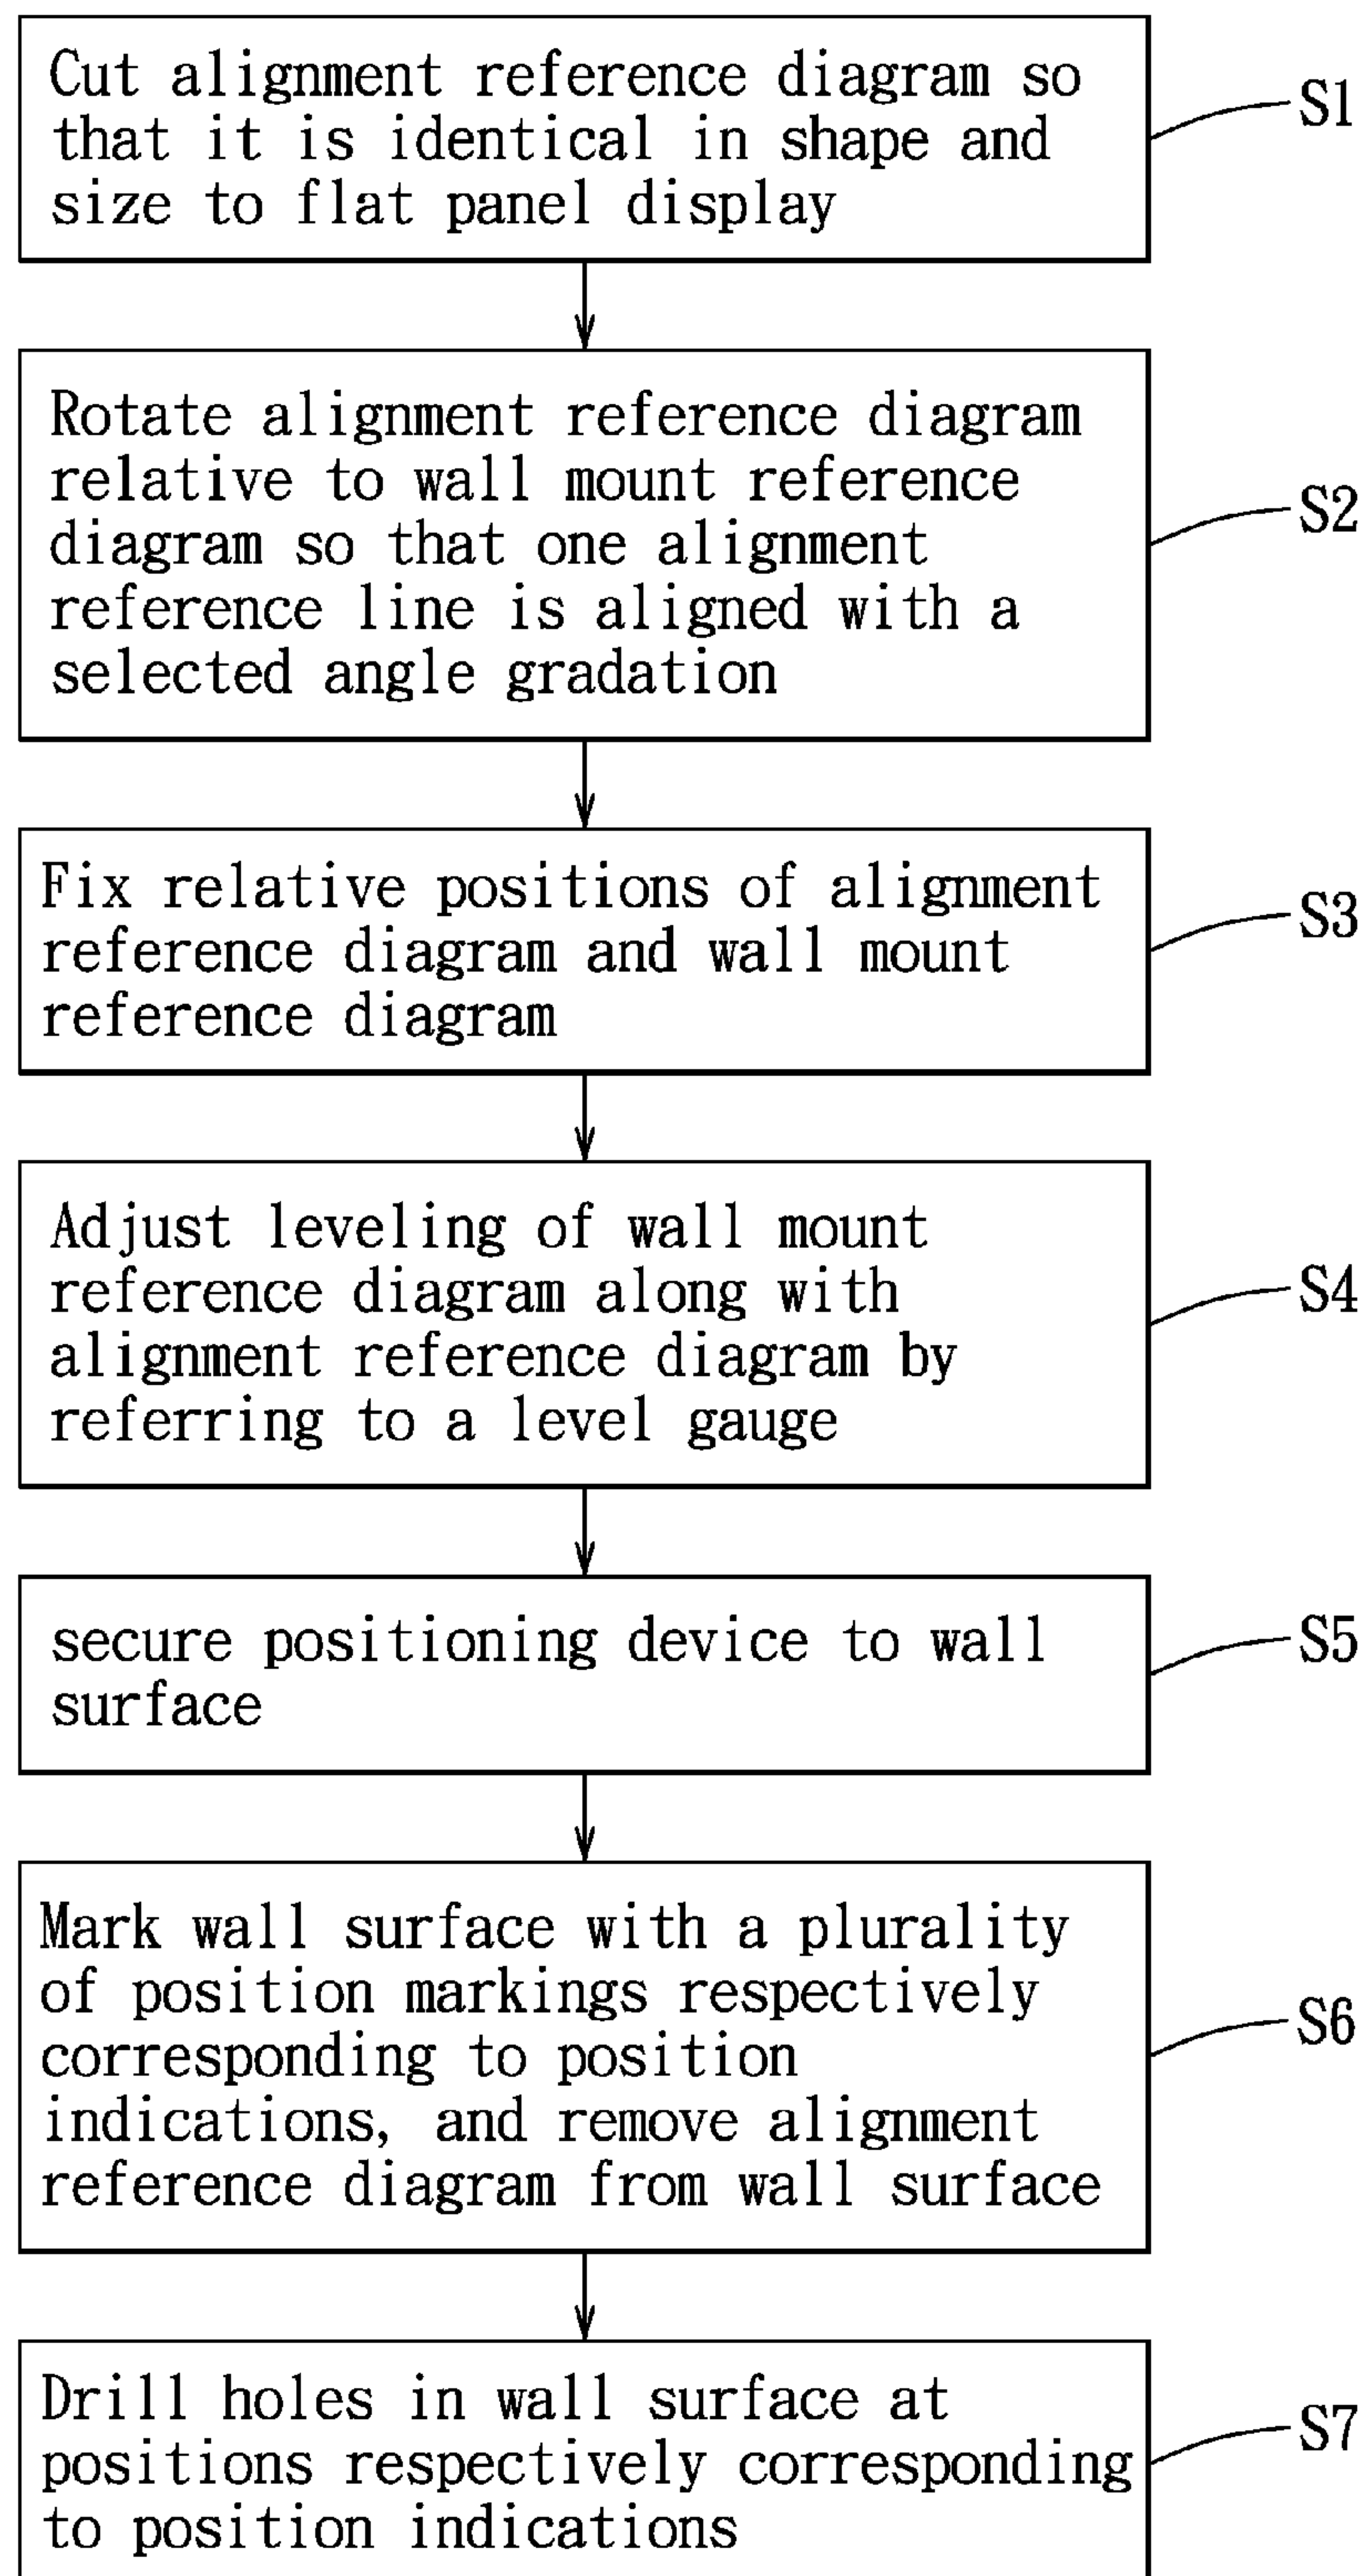 Cut alignment reference diagram so
that it is identical in shape and
size to flat panel display
S1
Rotate alignment reference diagram
relative to wall mount reference
diagram so that one alignment
reference line is aligned with a
selected angle gradation
S2
Fix relative positions of alignment
reference diagram and wall mount
reference diagram
S3
Adjust leveling of wall mount
reference diagram along with
alignment reference diagram by
referring to a level gauge
S4
secure positioning device to wall
surface
S5
Mark wall surface with a plurality
of position markings respectively
corresponding to position
indications, and remove alignment
reference diagram from wall surface
S6
Drill holes in wall surface at
positions respectively corresponding
to position indications
S7